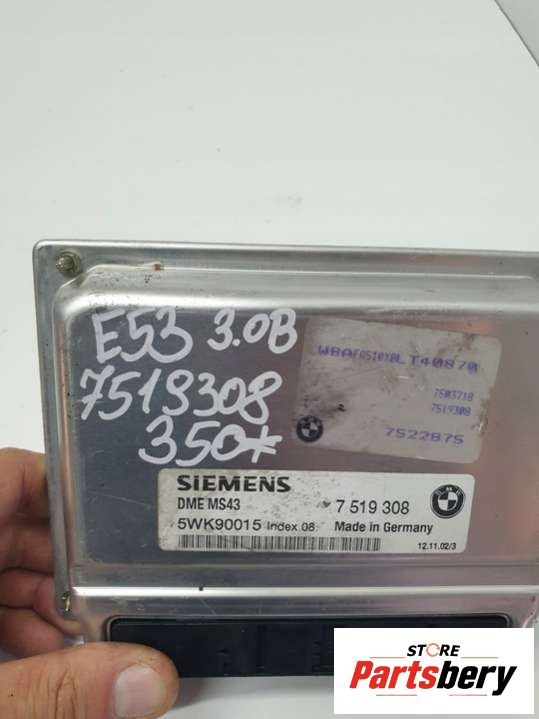 E53 3.0B
7519308
350*
WBAFA510X0LT40870
7503718
7519308
7522875
SIEMENS
DME MS43
7 519 308
5WK90015 Index 08
Made in Germany
12.11.02/3
STORE
Partsbery